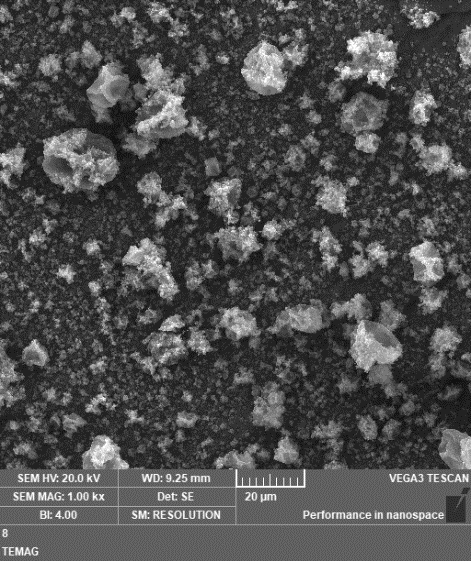 SEM HV: 20.0 kV WD: 9.25 mm VEGA3 TESCAN
SEM MAG: 1.00 kx Det: SE 20 µm
BI: 4.00 SM: RESOLUTION Performance in nanospace
8
TEMAG